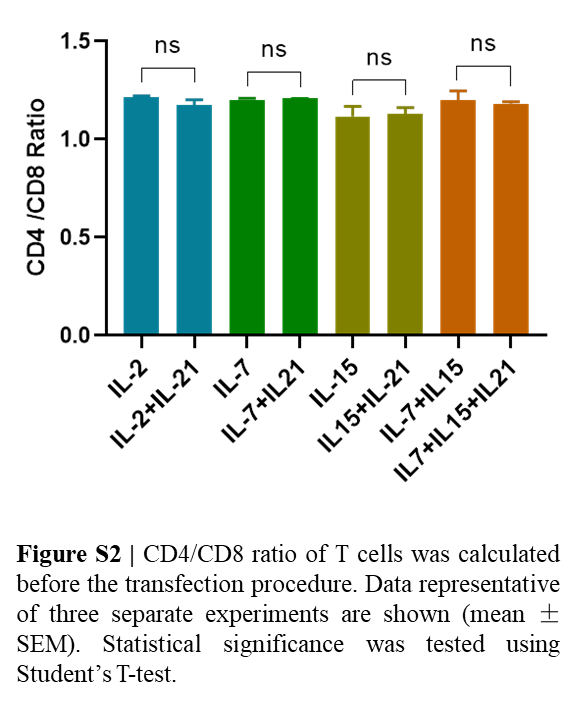 1.5
1.0
0.5
0.0
CD4 /CD8 Ratio
ns
ns
ns
ns
IL-2
IL-2+IL-21
IL-7
IL-7+IL21
IL-15
IL15+IL-21
IL-7+IL15
IL7+IL15+IL21
Figure S2 | CD4/CD8 ratio of T cells was calculated
before the transfection procedure. Data representative
of three separate experiments are shown (mean ±
SEM). Statistical significance was tested using
Student’s T-test.